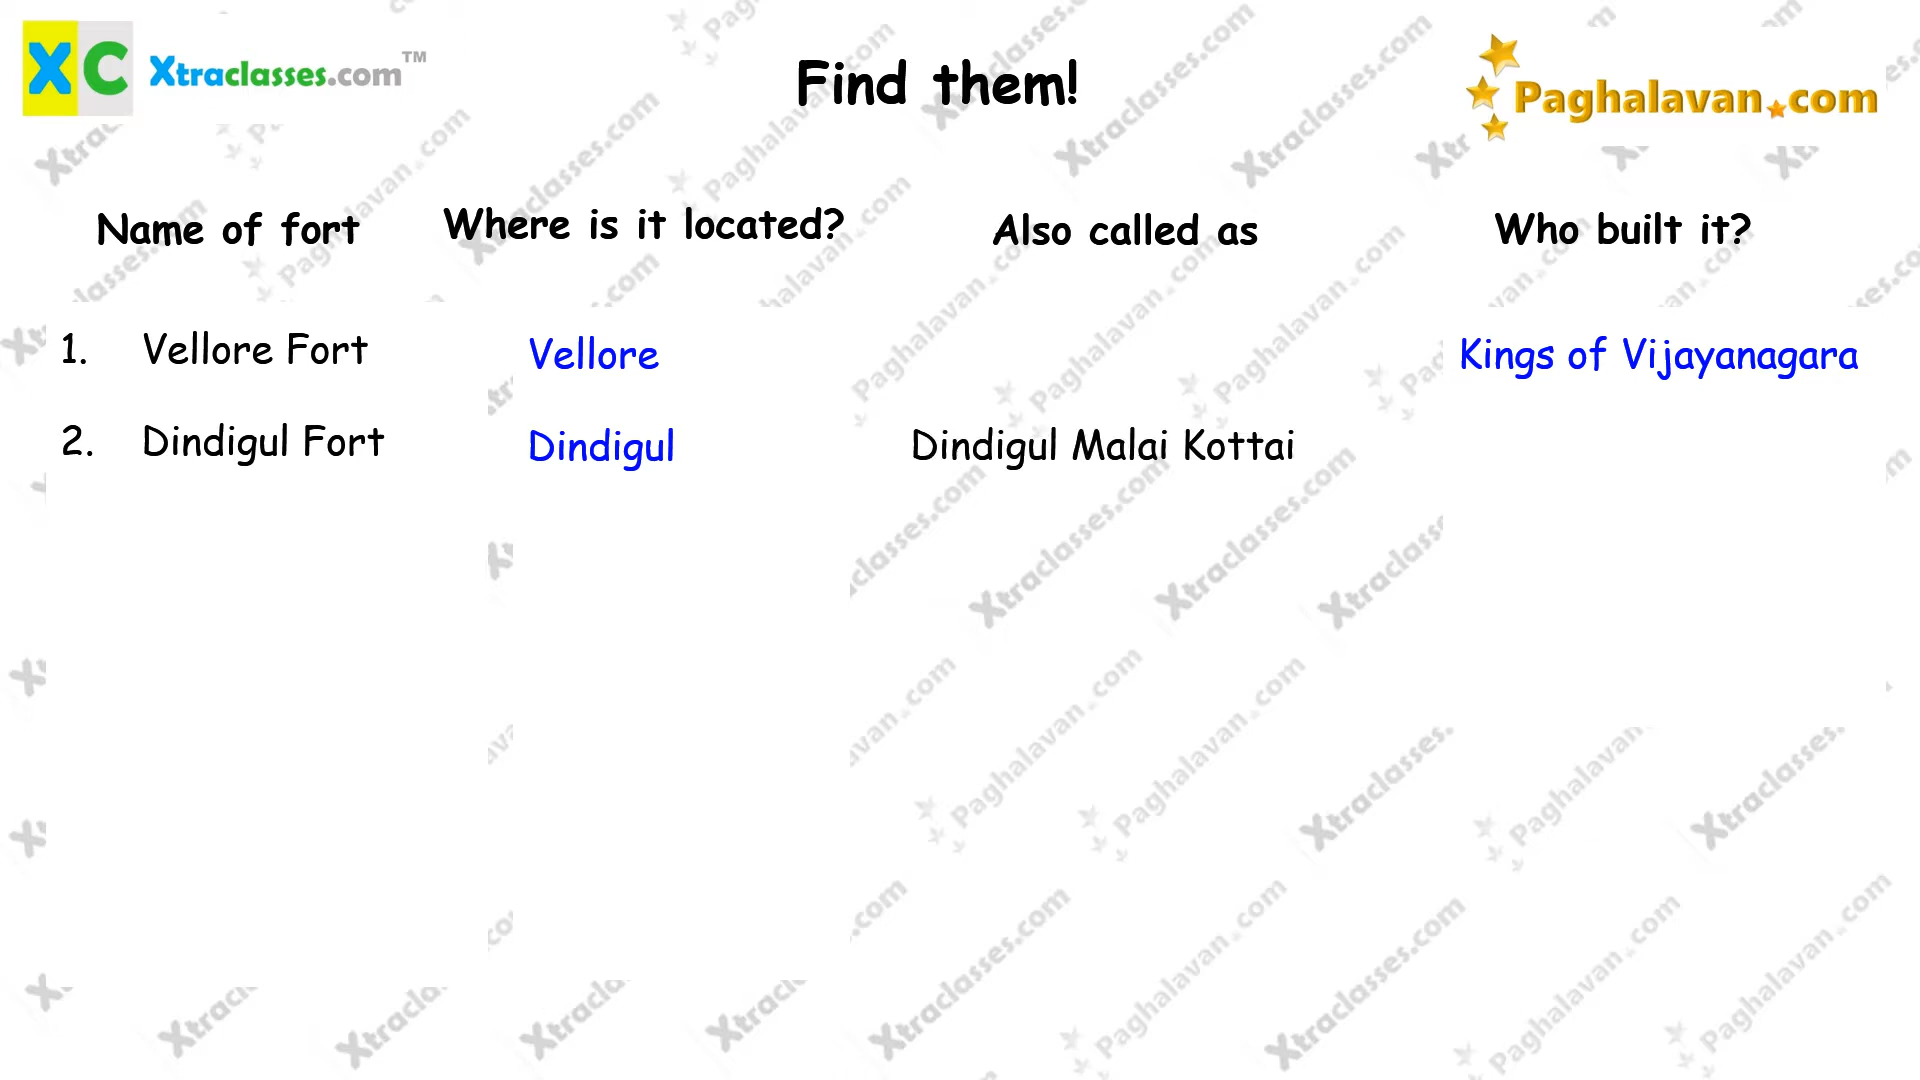 XC Xtraclasses.com™
Find them!
Paghalavan.com
Name of fort Where is it located? Also called as Who built it?
1. Vellore Fort Vellore Kings of Vijayanagara
2. Dindigul Fort Dindigul Dindigul Malai Kottai